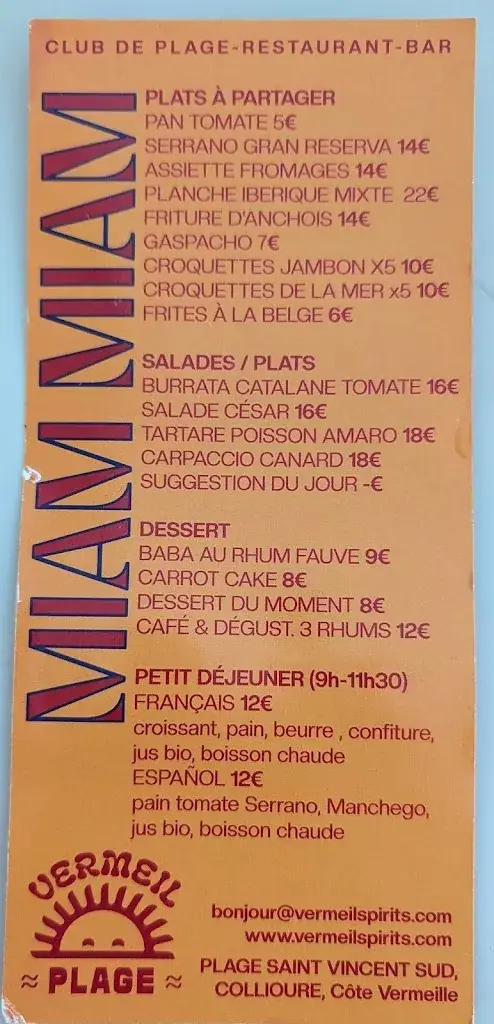 CLUB DE PLAGE-RESTAURANT-BAR
MIAM MIAM
PLATS À PARTAGER
PAN TOMATE 5€
SERRANO GRAN RESERVA 14€
ASSIETTE FROMAGES 14€
PLANCHE IBERIQUE MIXTE 22€
FRITURE D'ANCHOIS 14€
GASPACHO 7€
CROQUETTES JAMBON X5 10€
CROQUETTES DE LA MER x5 10€
FRITES À LA BELGE 6€
SALADES / PLATS
BURRATA CATALANE TOMATE 16€
SALADE CÉSAR 16€
TARTARE POISSON AMARO 18€
CARPACCIO CANARD 18€
SUGGESTION DU JOUR -€
DESSERT
BABA AU RHUM FAUVE 9€
CARROT CAKE 8€
DESSERT DU MOMENT 8€
CAFÉ & DÉGUST. 3 RHUMS 12€
PETIT DÉJEUNER (9h-11h30)
FRANÇAIS 12€
croissant, pain, beurre , confiture,
jus bio, boisson chaude
ESPAÑOL 12€
pain tomate Serrano, Manchego,
jus bio, boisson chaude
VERMEIL
≈ PLAGE ≈
bonjour@vermeilspirits.com
www.vermeilspirits.com
PLAGE SAINT VINCENT SUD,
COLLIOURE, Côte Vermeille